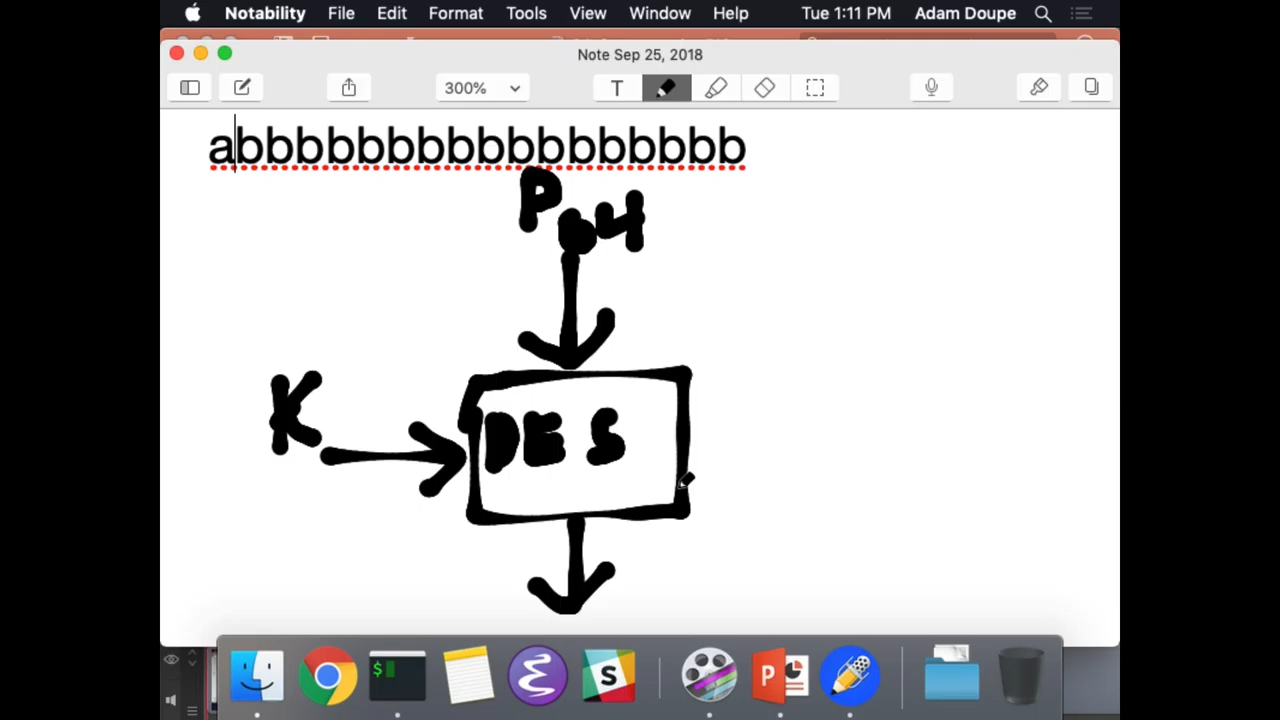 Notability File Edit Format Tools View Window Help Tue 1:11 PM Adam Doupe
Note Sep 25, 2018
300% T
abbbbbbbbbbbbbbbbb
P64
K
DES
$
S
P